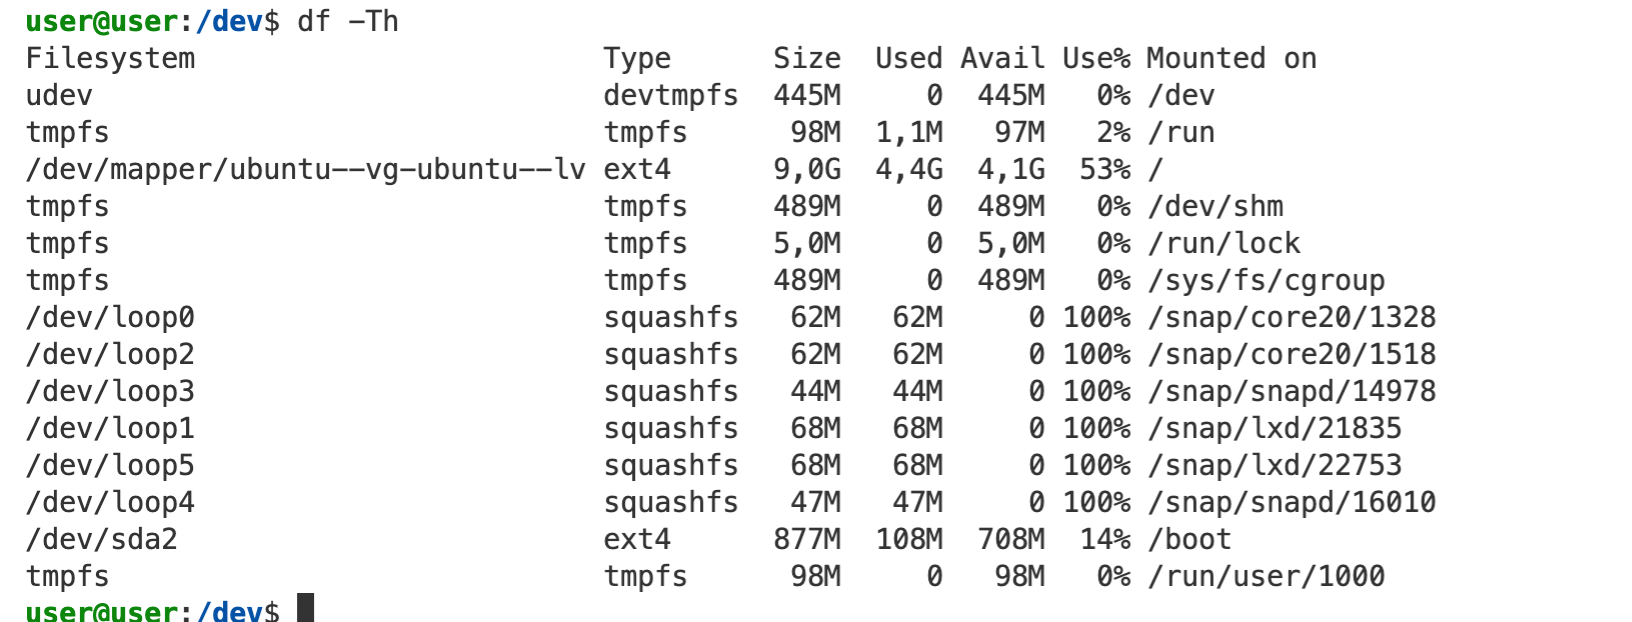 user@user:/dev$ df -Th
Filesystem                        Type      Size  Used Avail Use% Mounted on
udev                              devtmpfs  445M     0  445M   0% /dev
tmpfs                             tmpfs      98M  1,1M   97M   2% /run
/dev/mapper/ubuntu--vg-ubuntu--lv ext4      9,0G  4,4G  4,1G  53% /
tmpfs                             tmpfs     489M     0  489M   0% /dev/shm
tmpfs                             tmpfs     5,0M     0  5,0M   0% /run/lock
tmpfs                             tmpfs     489M     0  489M   0% /sys/fs/cgroup
/dev/loop0                        squashfs   62M   62M     0 100% /snap/core20/1328
/dev/loop2                        squashfs   62M   62M     0 100% /snap/core20/1518
/dev/loop3                        squashfs   44M   44M     0 100% /snap/snapd/14978
/dev/loop1                        squashfs   68M   68M     0 100% /snap/lxd/21835
/dev/loop5                        squashfs   68M   68M     0 100% /snap/lxd/22753
/dev/loop4                        squashfs   47M   47M     0 100% /snap/snapd/16010
/dev/sda2                         ext4      877M  108M  708M  14% /boot
tmpfs                             tmpfs      98M     0   98M   0% /run/user/1000
user@user:/dev$